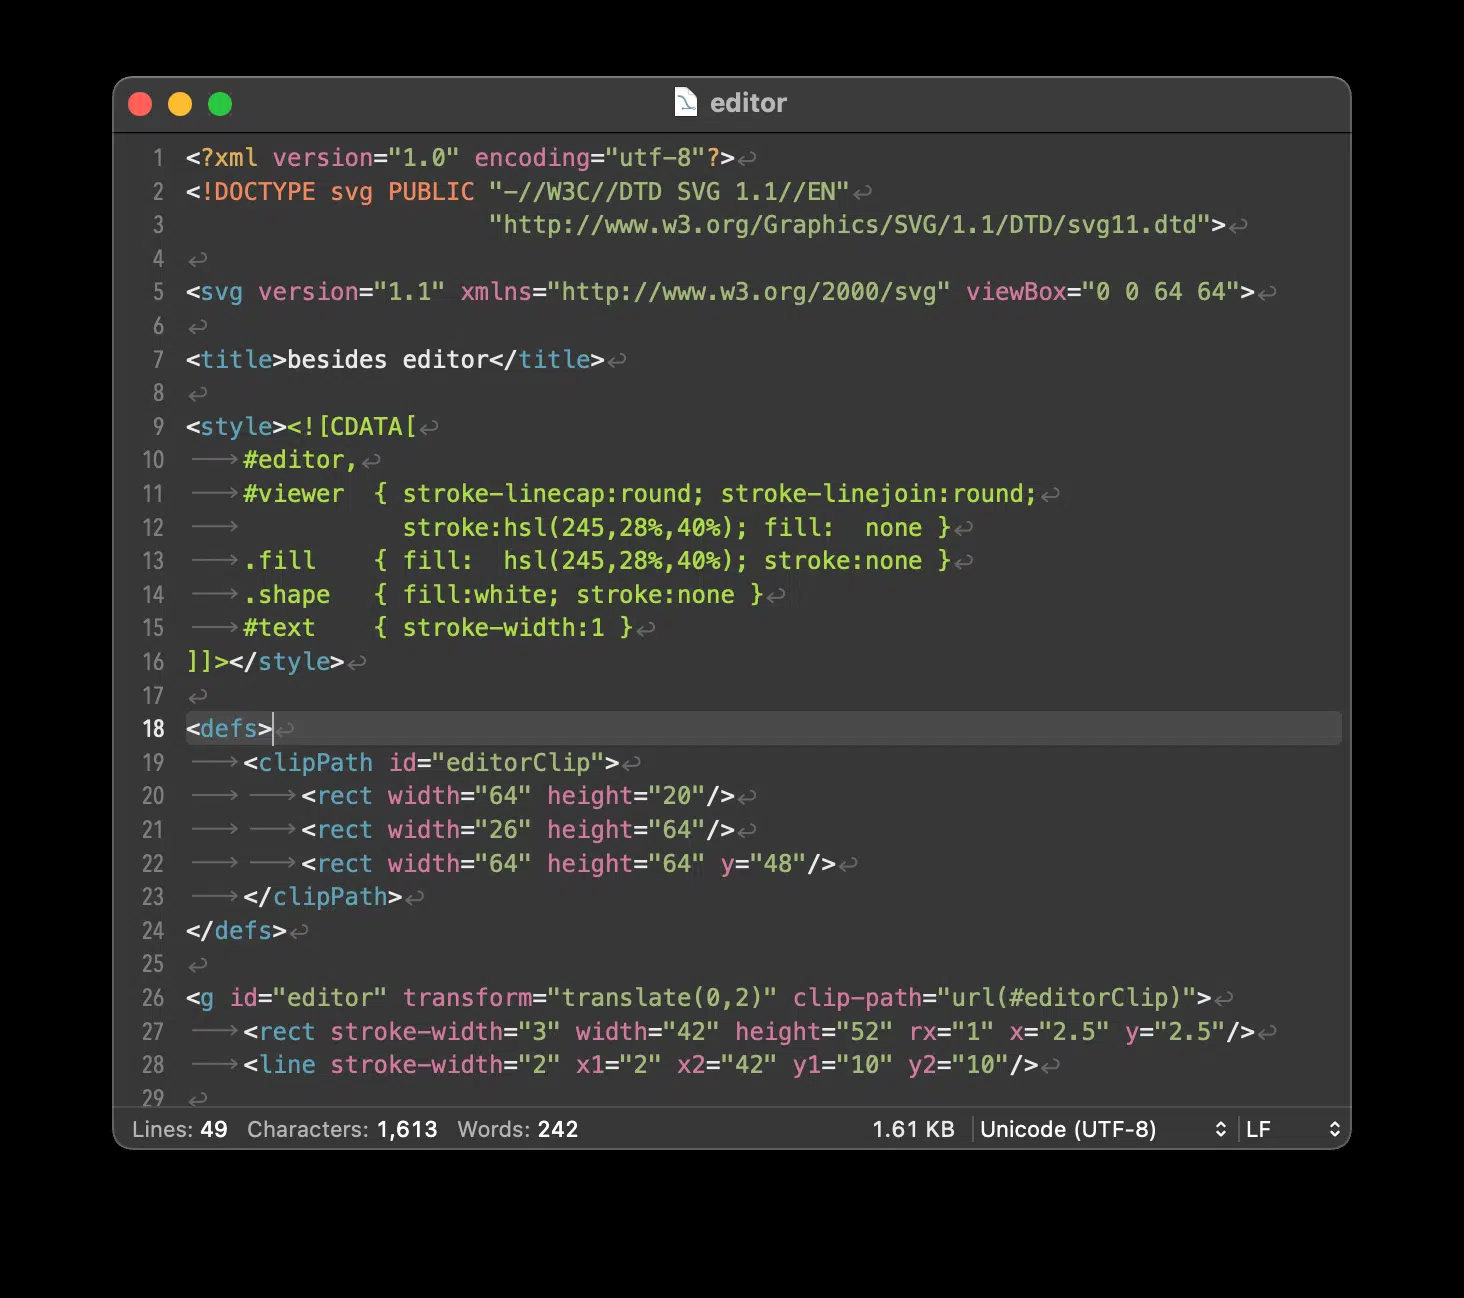 editor
1 <?xml version="1.0" encoding="utf-8"?>
2 <!DOCTYPE svg PUBLIC "-//W3C//DTD SVG 1.1//EN"
3                      "http://www.w3.org/Graphics/SVG/1.1/DTD/svg11.dtd">
4
5 <svg version="1.1" xmlns="http://www.w3.org/2000/svg" viewBox="0 0 64 64">
6
7 <title>besides editor</title>
8
9 <style><![CDATA[
10     #editor,
11     #viewer  { stroke-linecap:round; stroke-linejoin:round;
12                stroke:hsl(245,28%,40%); fill:  none }
13     .fill    { fill:  hsl(245,28%,40%); stroke:none }
14     .shape   { fill:white; stroke:none }
15     #text    { stroke-width:1 }
16 ]]></style>
17
18 <defs>
19     <clipPath id="editorClip">
20         <rect width="64" height="20"/>
21         <rect width="26" height="64"/>
22         <rect width="64" height="64" y="48"/>
23     </clipPath>
24 </defs>
25
26 <g id="editor" transform="translate(0,2)" clip-path="url(#editorClip)">
27     <rect stroke-width="3" width="42" height="52" rx="1" x="2.5" y="2.5"/>
28     <line stroke-width="2" x1="2" x2="42" y1="10" y2="10"/>
29
Lines: 49 Characters: 1,613 Words: 242 1.61 KB Unicode (UTF-8) LF